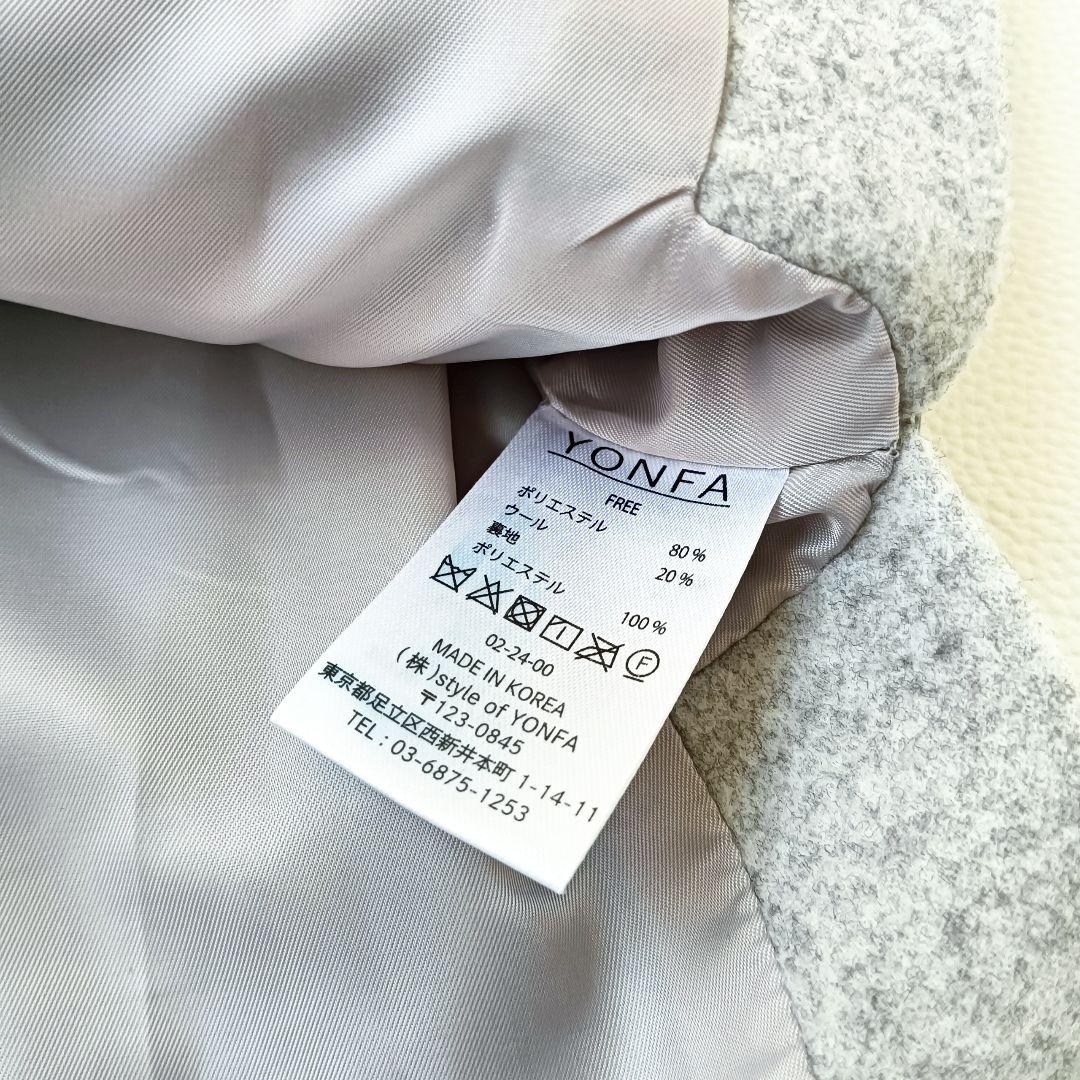 YONFA
FREE
ポリエステル 80%
ウール 20%
裏地
ポリエステル 100%
F
02-24-00
MADE IN KOREA
(株)style of YONFA
〒123-0845
東京都足立区西新井本町1-14-11
TEL : 03-6875-1253